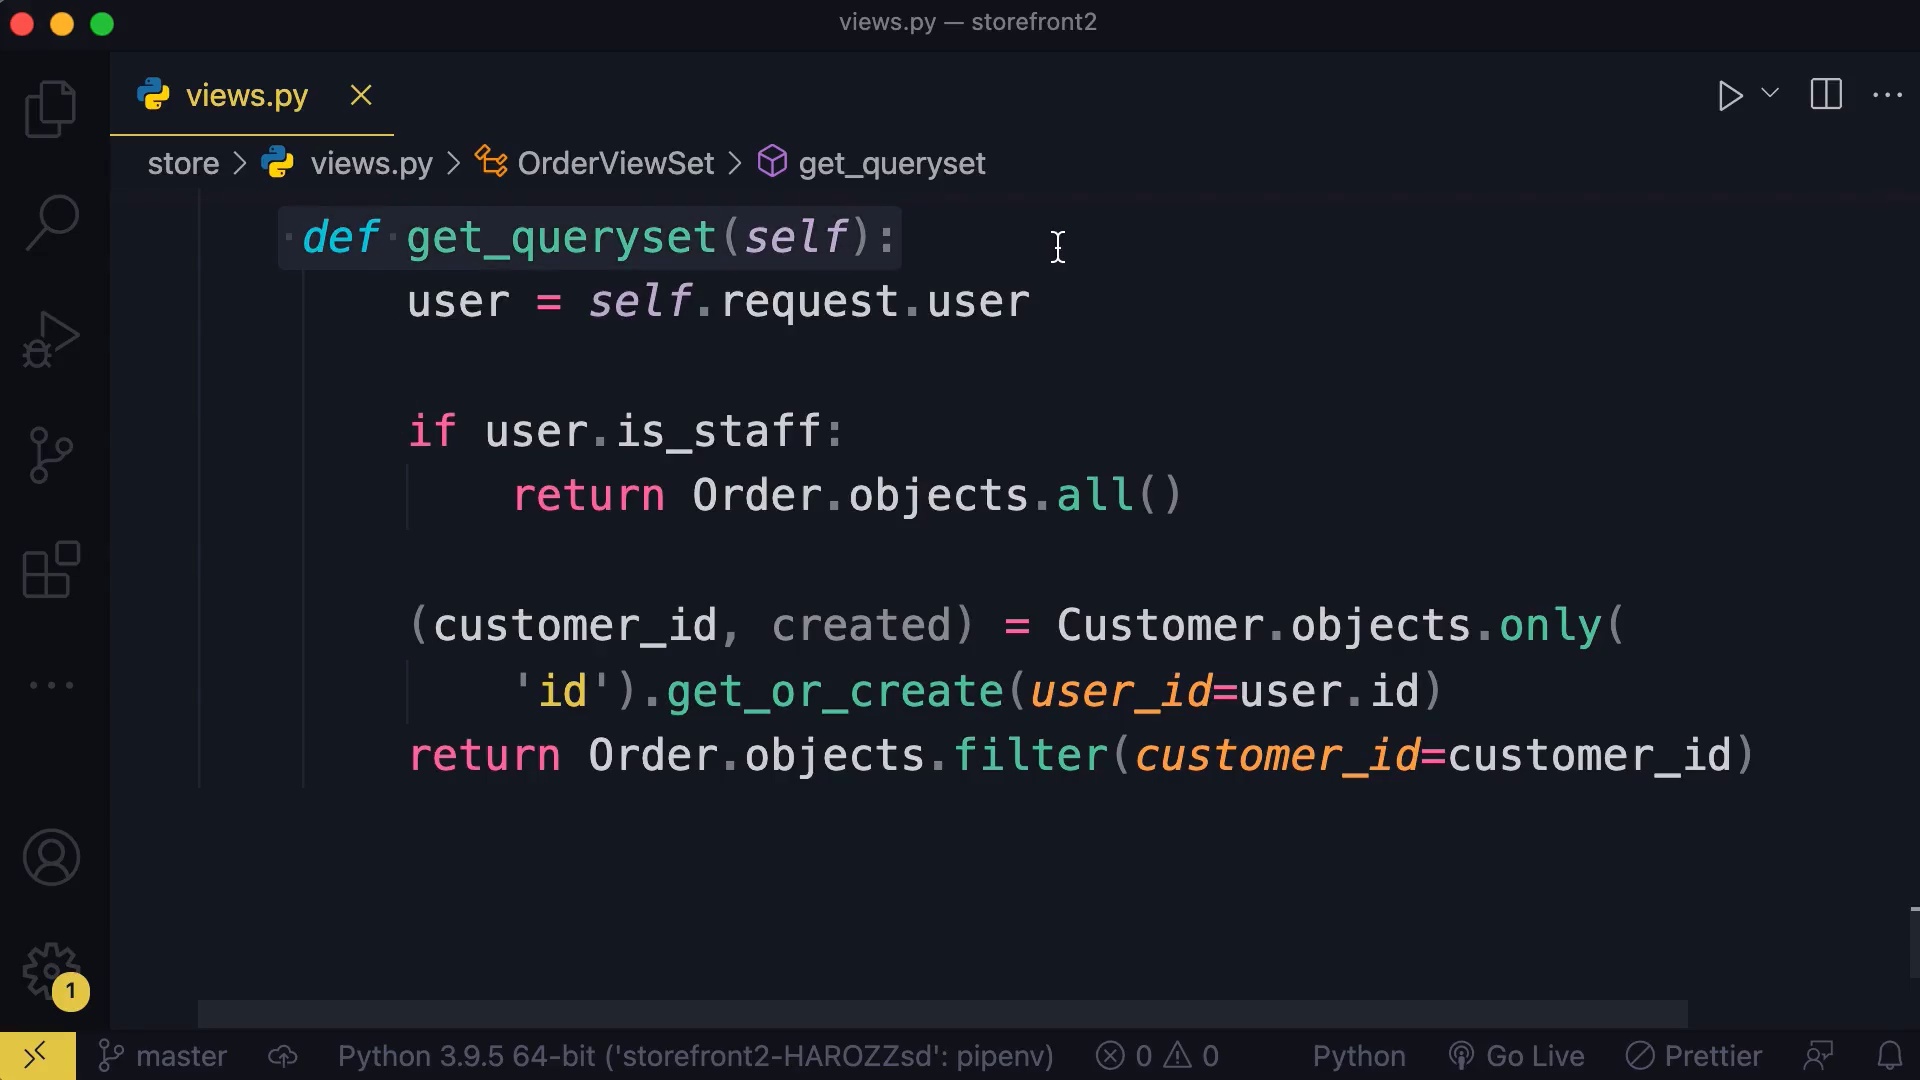 views.py — storefront2
views.py
store > views.py > OrderViewSet > get_queryset
def get_queryset(self):
user = self.request.user
if user.is_staff:
return Order.objects.all()
(customer_id, created) = Customer.objects.only(
'id').get_or_create(user_id=user.id)
return Order.objects.filter(customer_id=customer_id)
1
master Python 3.9.5 64-bit ('storefront2-HAROZZsd': pipenv) 0 0 Python Go Live Prettier